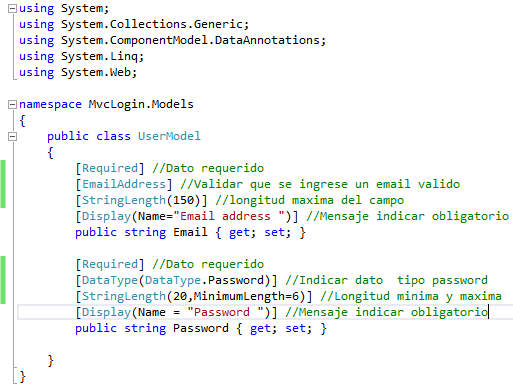 using System;
using System.Collections.Generic;
using System.ComponentModel.DataAnnotations;
using System.Linq;
using System.Web;
namespace MvcLogin.Models
{
public class UserModel
{
[Required] //Dato requerido
[EmailAddress] //Validar que se ingrese un email valido
[StringLength(150)] //longitud maxima del campo
[Display(Name="Email address ")] //Mensaje indicar obligatorio
public string Email { get; set; }
[Required] //Dato requerido
[DataType(DataType.Password)] //Indicar dato  tipo password
[StringLength(20,MinimumLength=6)] //Longitud minima y maxima
[Display(Name = "Password ")] //Mensaje indicar obligatorio
public string Password { get; set; }
}
}